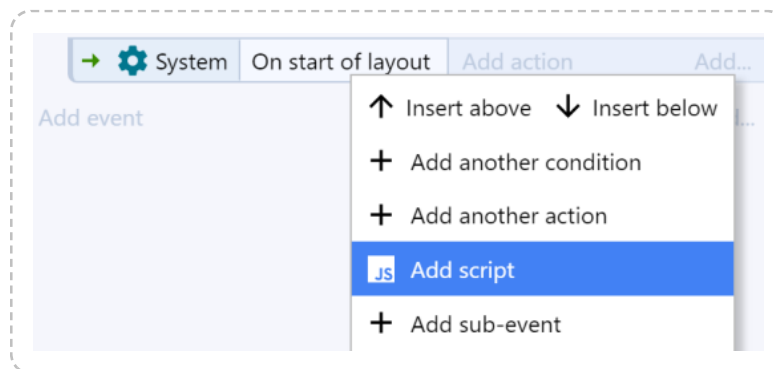 System On start of layout Add action Add...
Add event
Insert above Insert below
Add another condition
Add another action
JS Add script
Add sub-event